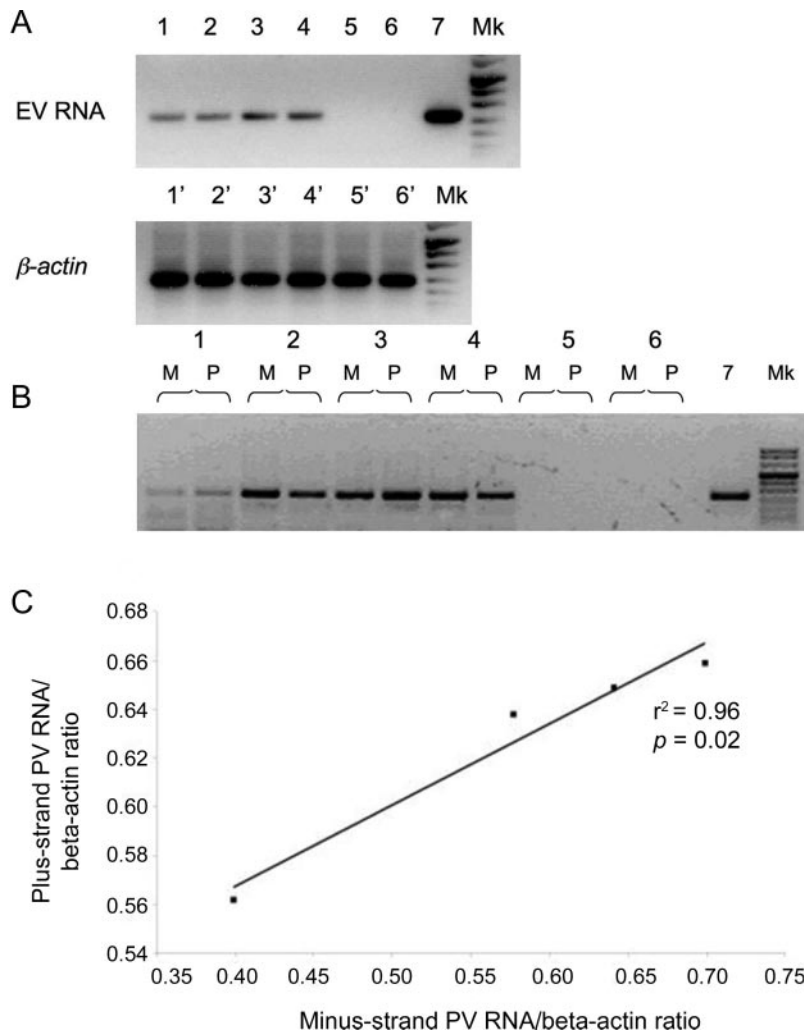 A
1 2 3 4 5 6 7 Mk
EV RNA
1’ 2’ 3’ 4’ 5’ 6’ Mk
β-actin
1 2 3 4 5 6
M P M P M P M P M P M P 7 Mk
B
C
0.68
0.66
0.64
0.62
0.60
0.58
0.56
0.54
Plus-strand PV RNA/
beta-actin ratio
r² = 0.96
p = 0.02
0.35 0.40 0.45 0.50 0.55 0.60 0.65 0.70 0.75
Minus-strand PV RNA/beta-actin ratio